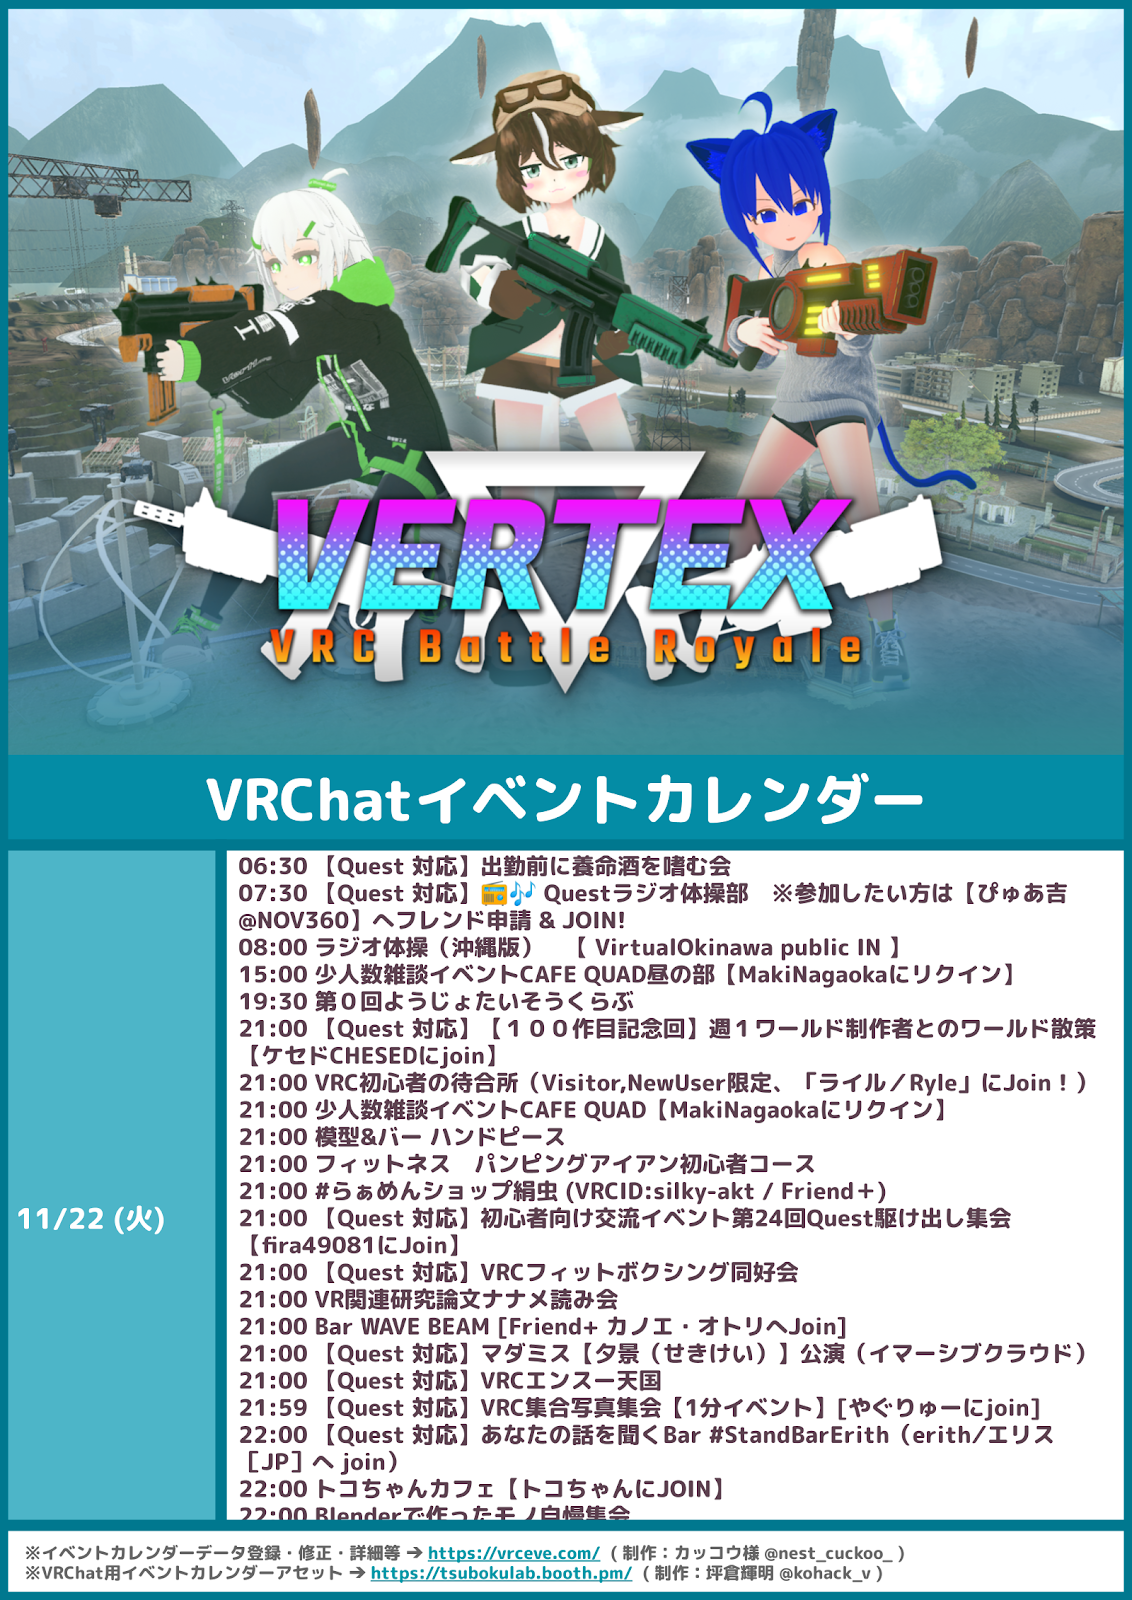 VERTEX
VRC Battle Royale
VRChatイベントカレンダー
11/22 (火)
06:30 【Quest 対応】出勤前に養命酒を嗜む会
07:30 【Quest 対応】📻🎶 Questラジオ体操部　※参加したい方は【ぴゅあ吉
@NOV360】へフレンド申請 & JOIN!
08:00 ラジオ体操（沖縄版）　【 VirtualOkinawa public IN 】
15:00 少人数雑談イベントCAFE QUAD昼の部【MakiNagaokaにリクイン】
19:30 第０回ようじょたいそうくらぶ
21:00 【Quest 対応】【１００作目記念回】週１ワールド制作者とのワールド散策
【ケセドCHESEDにjoin】
21:00 VRC初心者の待合所（Visitor,NewUser限定、「ライル／Ryle」にJoin！）
21:00 少人数雑談イベントCAFE QUAD【MakiNagaokaにリクイン】
21:00 模型&バー ハンドピース
21:00 フィットネス　パンピングアイアン初心者コース
21:00 #らぁめんショップ絹虫 (VRCID:silky-akt / Friend＋)
21:00 【Quest 対応】初心者向け交流イベント第24回Quest駆け出し集会
【fira49081にJoin】
21:00 【Quest 対応】VRCフィットボクシング同好会
21:00 VR関連研究論文ナナメ読み会
21:00 Bar WAVE BEAM [Friend+ カノエ・オトリへJoin]
21:00 【Quest 対応】マダミス【夕景（せきけい）】公演（イマーシブクラウド）
21:00 【Quest 対応】VRCエンスー天国
21:59 【Quest 対応】VRC集合写真集会【1分イベント】[やぐりゅーにjoin]
22:00 【Quest 対応】あなたの話を聞くBar #StandBarErith（erith/エリス
［JP］へ join）
22:00 トコちゃんカフェ【トコちゃんにJOIN】
22:00 Blenderで作ったモノ自慢集会
※イベントカレンダーデータ登録・修正・詳細等 → https://vrceve.com/ （ 制作：カッコウ様 @nest_cuckoo_ ）
※VRChat用イベントカレンダーアセット → https://tsubokulab.booth.pm/ （ 制作：坪倉輝明 @kohack_v ）